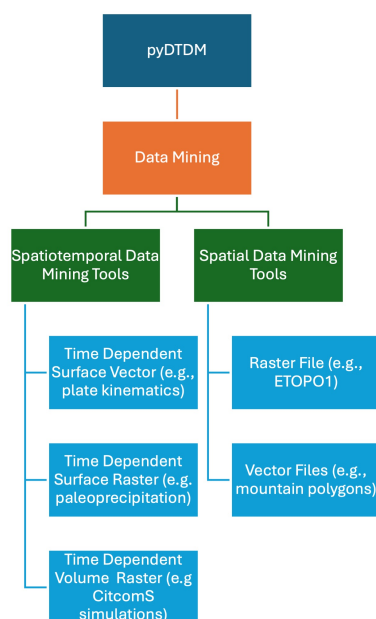 pyDTDM
Data Mining
Spatiotemporal Data
Mining Tools
Spatial Data Mining
Tools
Time Dependent
Surface Vector (e.g.,
plate kinematics)
Time Dependent
Surface Raster (e.g.
paleoprecipitation)
Time Dependent
Volume Raster (e.g
CitcomS
simulations)
Raster File (e.g.,
ETOPO1)
Vector Files (e.g.,
mountain polygons)